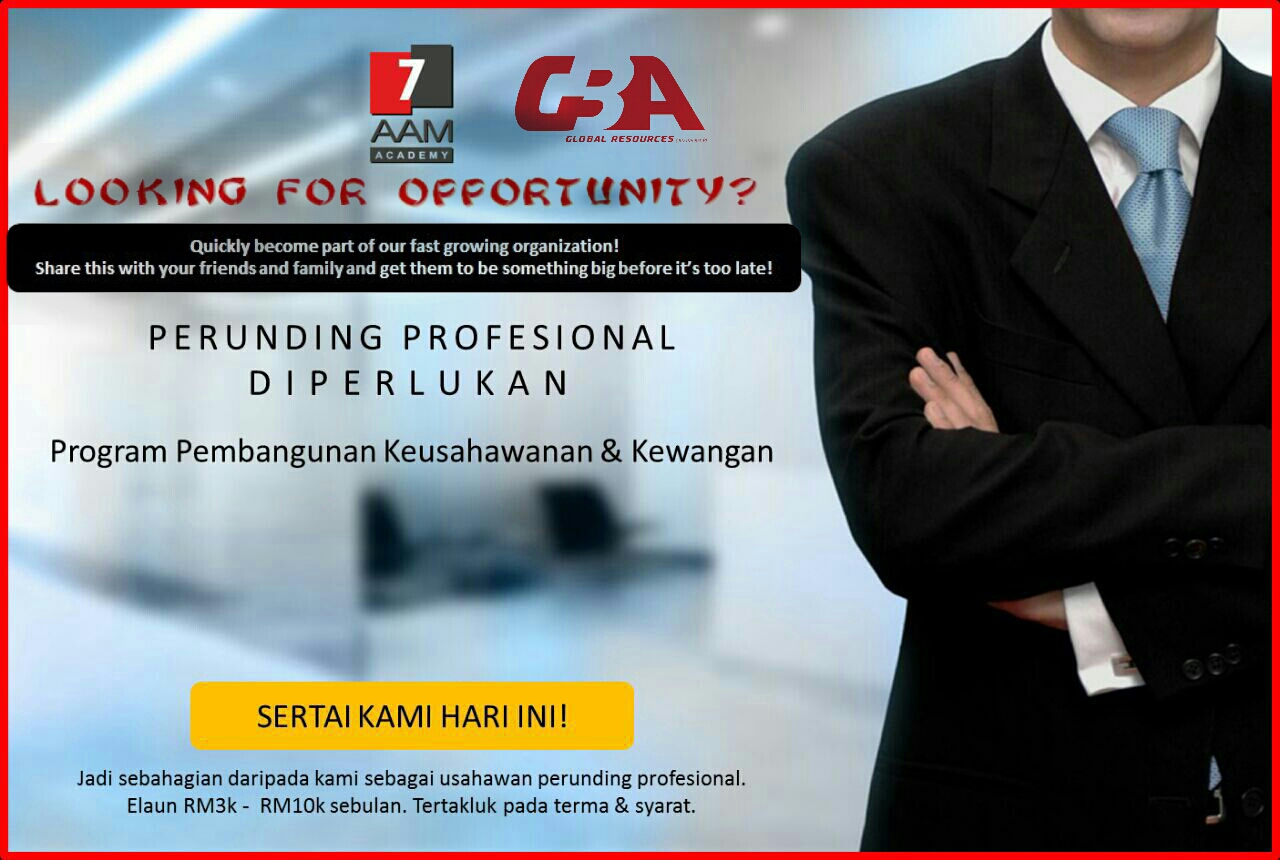 7
AAM
ACADEMY
GBA
GLOBAL RESOURCES
LOOKING FOR OPPORTUNITY?
Quickly become part of our fast growing organization!
Share this with your friends and family and get them to be something big before it's too late!
PERUNDING PROFESIONAL
DIPERLUKAN
Program Pembangunan Keusahawanan & Kewangan
SERTAI KAMI HARI INI!
Jadi sebahagian daripada kami sebagai usahawan perunding profesional.
Elaun RM3k - RM10k sebulan. Tertakluk pada terma & syarat.